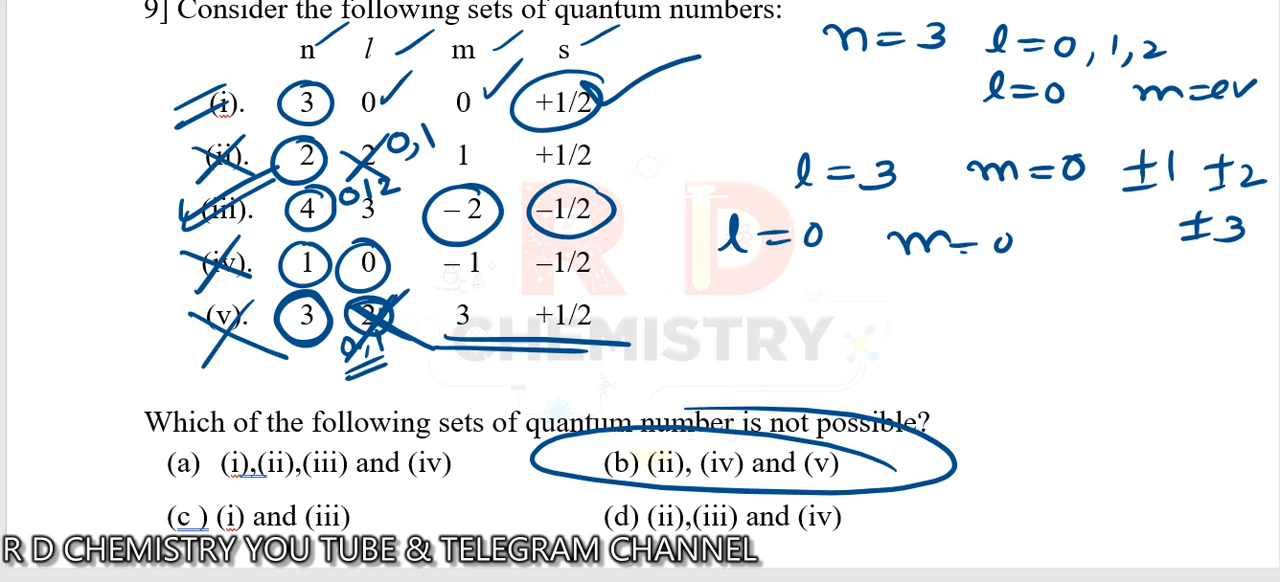 9] Consider the following sets of quantum numbers:
n l m s
(i). 3 0 0 +1/2
(ii). 2 2 1 +1/2
(iii). 4 3 – 2 –1/2
(iv). 1 0 – 1 –1/2
(v). 3 2 3 +1/2
Which of the following sets of quantum number is not possible?
(a) (i),(ii),(iii) and (iv) (b) (ii), (iv) and (v)
(c ) (i) and (iii) (d) (ii),(iii) and (iv)
n = 3 l = 0, 1, 2
l = 0
l = 3 m = 0 ±1 ±2
±3
l = 0 m = 0
0,1
012
0,1
R D
CHEMISTRY
R D CHEMISTRY YOU TUBE & TELEGRAM CHANNEL